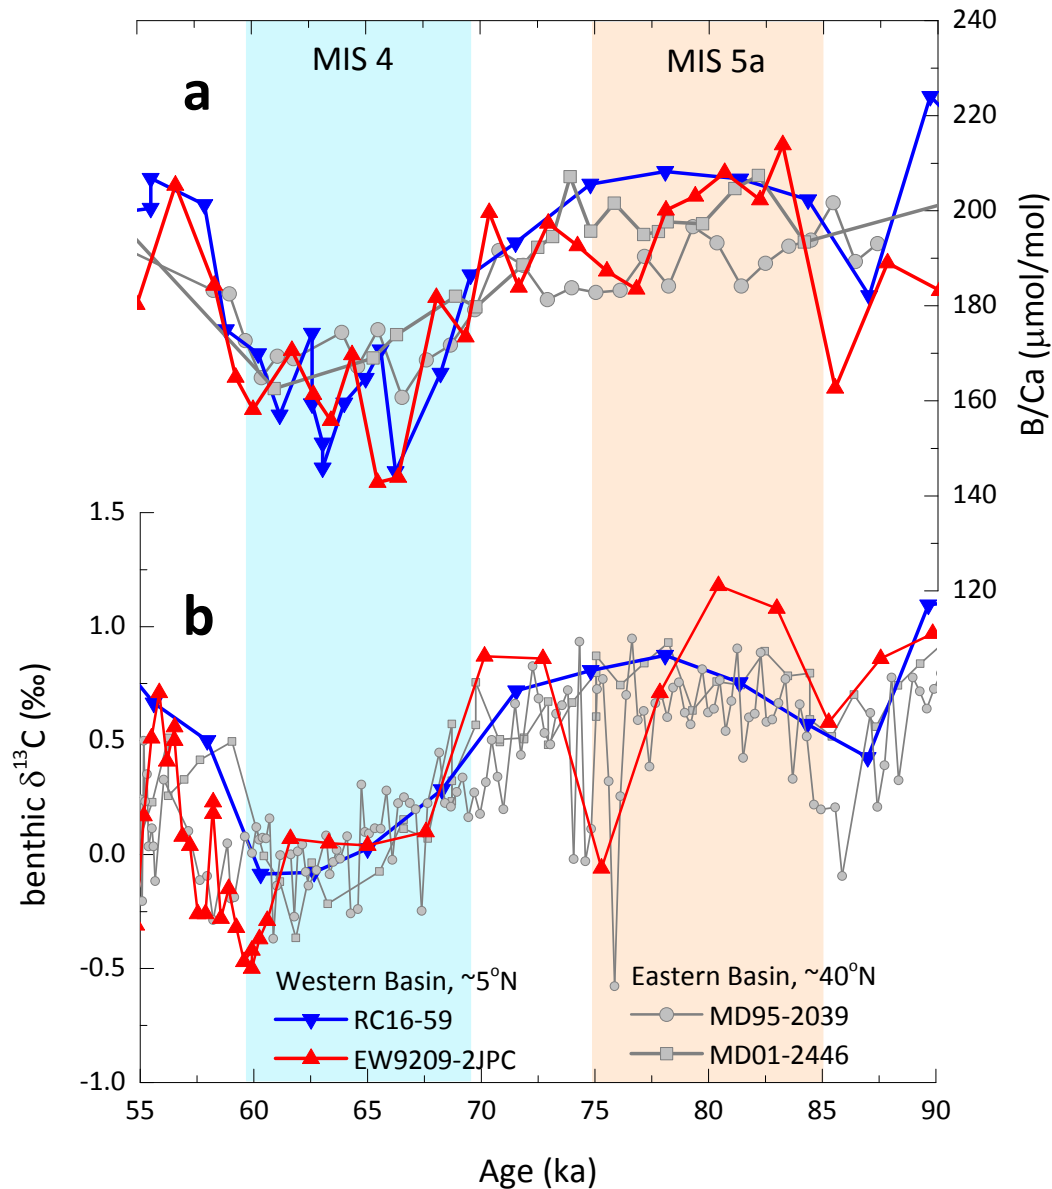 MIS 4
MIS 5a
a
240
220
200
180
160
140
120
B/Ca (μmol/mol)
b
1.5
1.0
0.5
0.0
−0.5
−1.0
benthic δ¹³C (‰)
Western Basin, ~5°N
RC16-59
EW9209-2JPC
Eastern Basin, ~40°N
MD95-2039
MD01-2446
55 60 65 70 75 80 85 90
Age (ka)